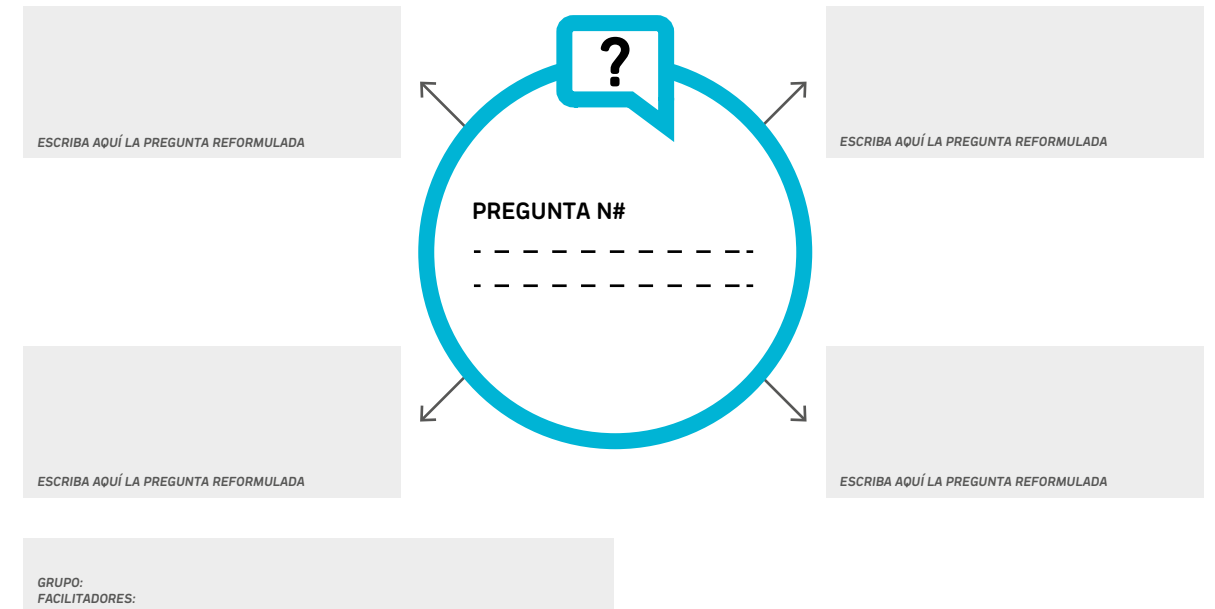 ?
ESCRIBA AQUÍ LA PREGUNTA REFORMULADA
ESCRIBA AQUÍ LA PREGUNTA REFORMULADA
PREGUNTA N#
ESCRIBA AQUÍ LA PREGUNTA REFORMULADA
ESCRIBA AQUÍ LA PREGUNTA REFORMULADA
GRUPO:
FACILITADORES: